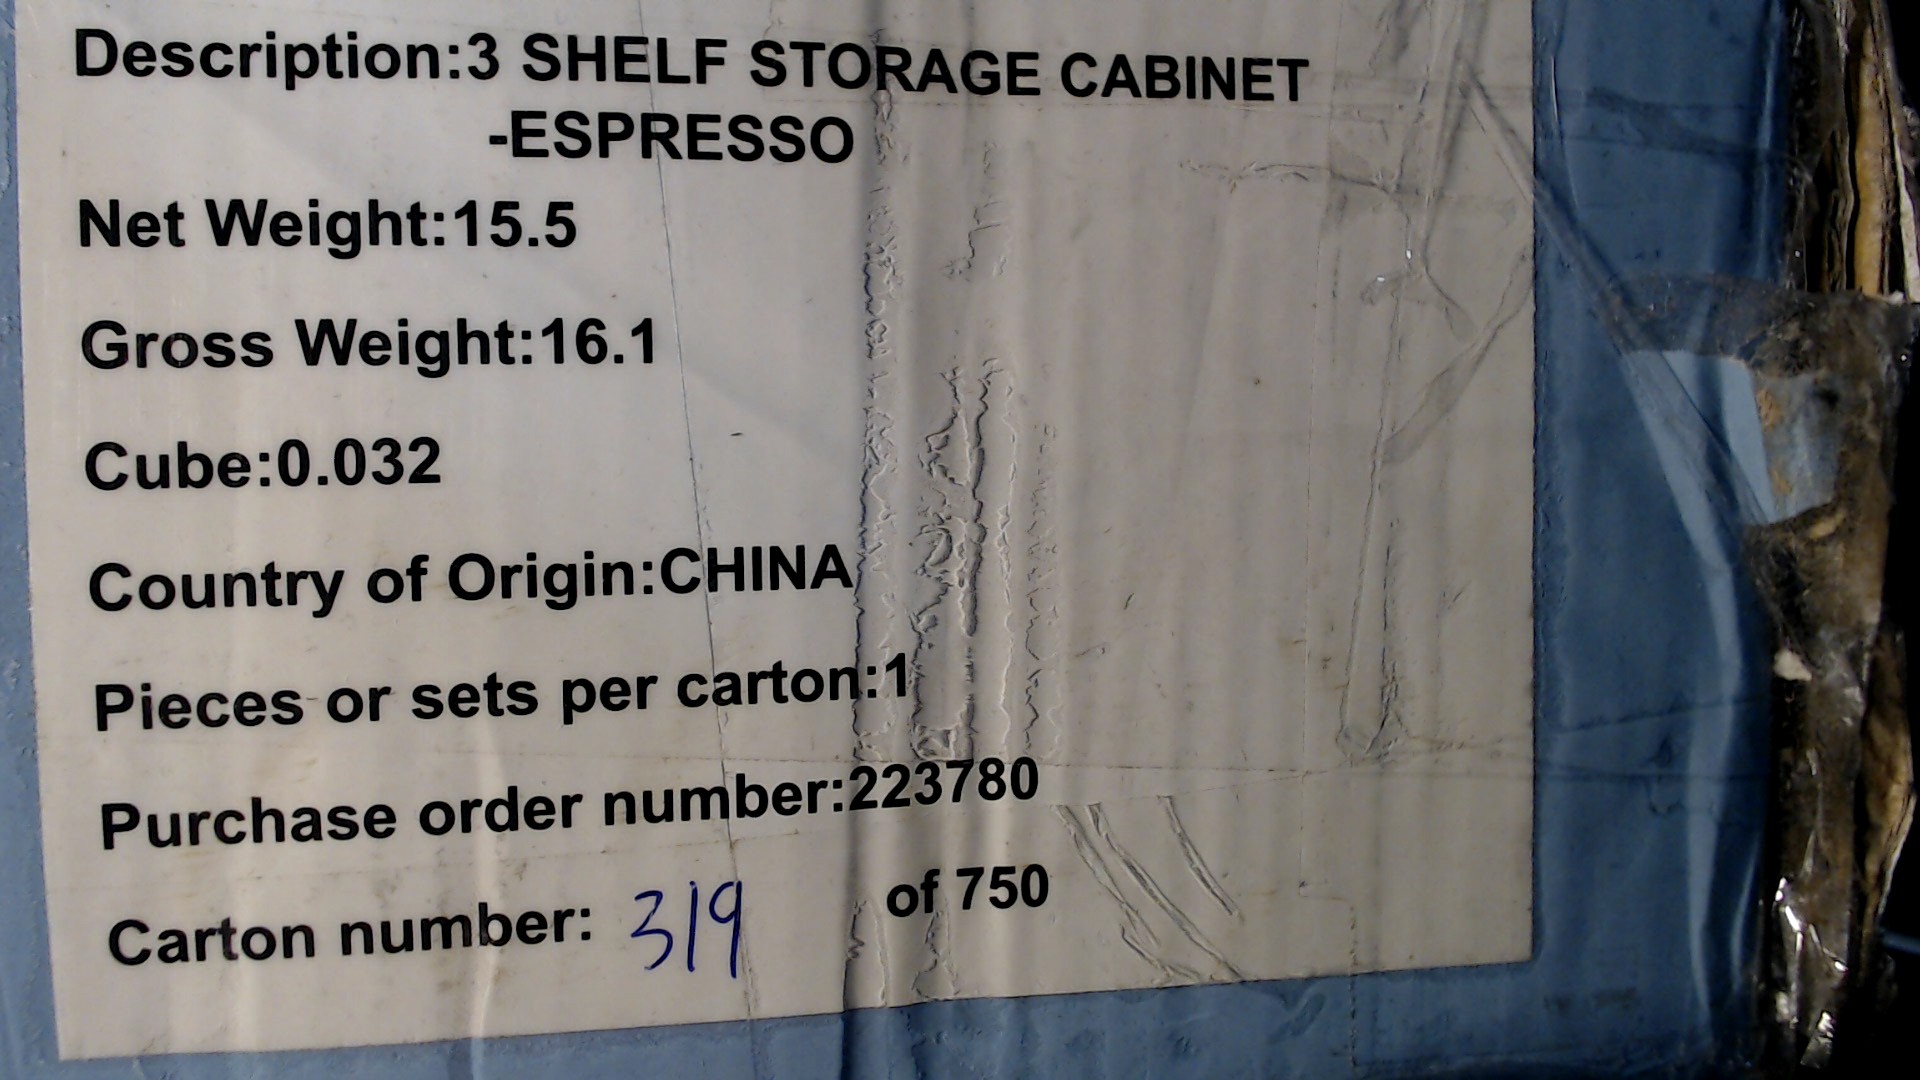 Description:3 SHELF STORAGE CABINET
-ESPRESSO
Net Weight:15.5
Gross Weight:16.1
Cube:0.032
Country of Origin:CHINA
Pieces or sets per carton:1
Purchase order number:223780
Carton number: 319 of 750